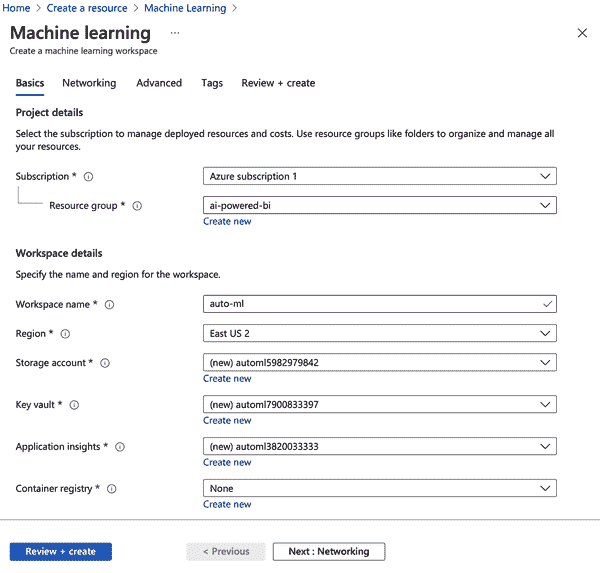 Home > Create a resource > Machine Learning >
Machine learning ...
Create a machine learning workspace
Basics Networking Advanced Tags Review + create
Project details
Select the subscription to manage deployed resources and costs. Use resource groups like folders to organize and manage all
your resources.
Subscription * Azure subscription 1
Resource group * ai-powered-bi
Create new
Workspace details
Specify the name and region for the workspace.
Workspace name * auto-ml
Region * East US 2
Storage account * (new) automl5982979842
Create new
Key vault * (new) automl7900833397
Create new
Application insights * (new) automl3820033333
Create new
Container registry * None
Create new
Review + create < Previous Next : Networking